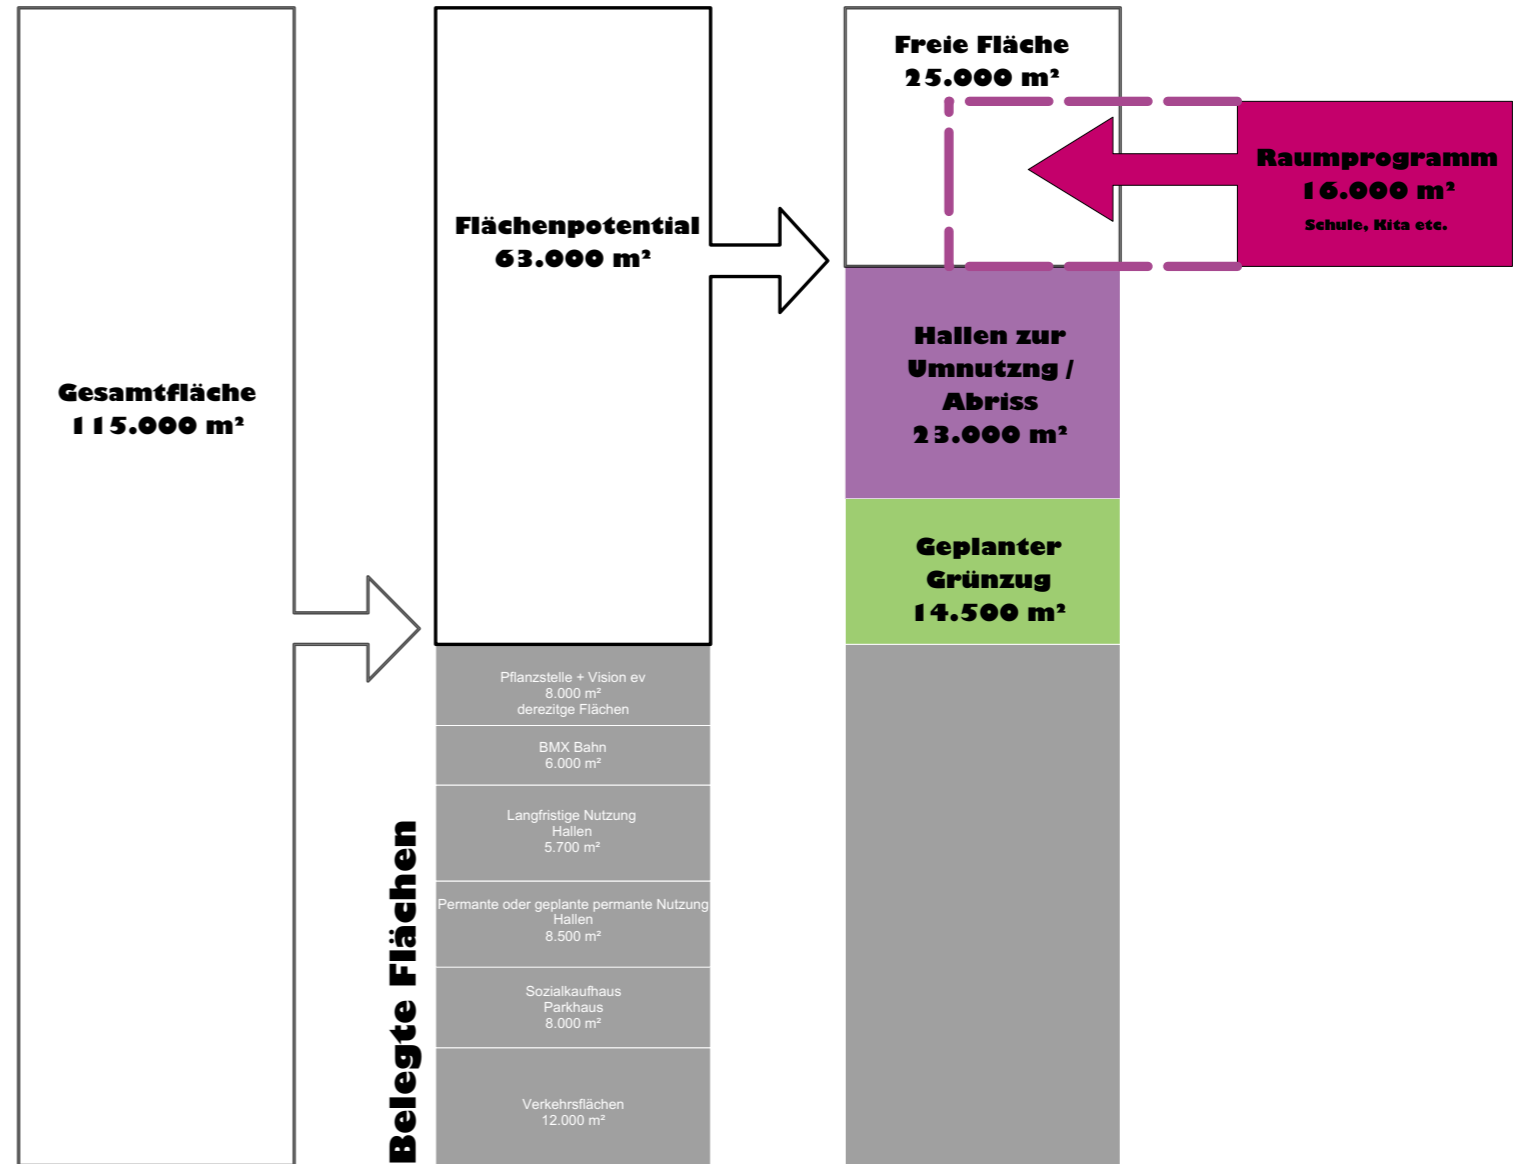 Gesamtfläche
115.000 m²
Flächenpotential
63.000 m²
Belegte Flächen
Pflanzstelle + Vision ev
8.000 m²
derezitge Flächen
BMX Bahn
6.000 m²
Langfristige Nutzung
Hallen
5.700 m²
Permante oder geplante permante Nutzung
Hallen
8.500 m²
Sozialkaufhaus
Parkhaus
8.000 m²
Verkehrsflächen
12.000 m²
Freie Fläche
25.000 m²
Hallen zur
Umnutzng /
Abriss
23.000 m²
Geplanter
Grünzug
14.500 m²
Raumprogramm
16.000 m²
Schule, Kita etc.